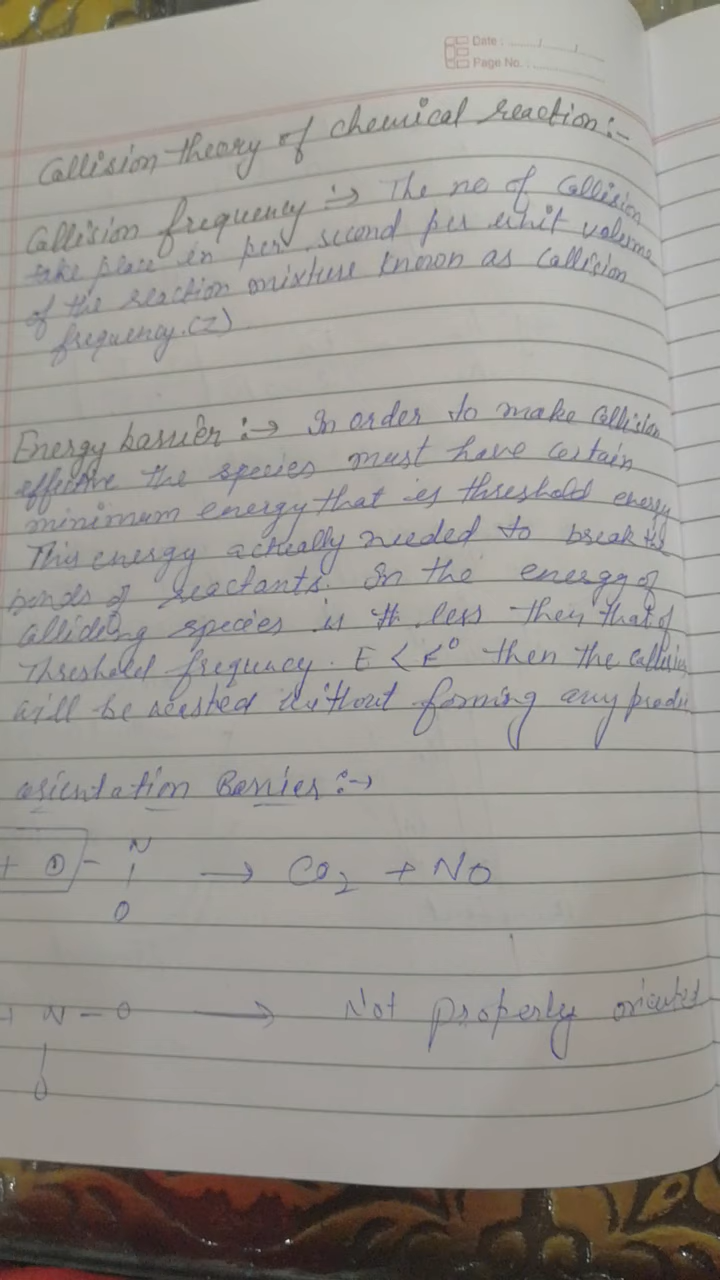 Date :
Page No. :
Collision theory of chemical reaction :-
Collision frequency :→ The no of Collision
take place in per second per unit volume
of the reaction mixture known as Collision
frequency.(Z)
Energy barrier :→ In order to make Collision
effective the species must have certain
minimum energy that is threshold energy
This energy actually needed to break the
bonds of reactants. In the energy of
Colliding species is less then that of
threshold frequency. E < E° then the Collision
will be without forming any produ
orientation Barrier :→
+ O - N → CO2 + NO
O
+ N - O → Not properly oriented
O